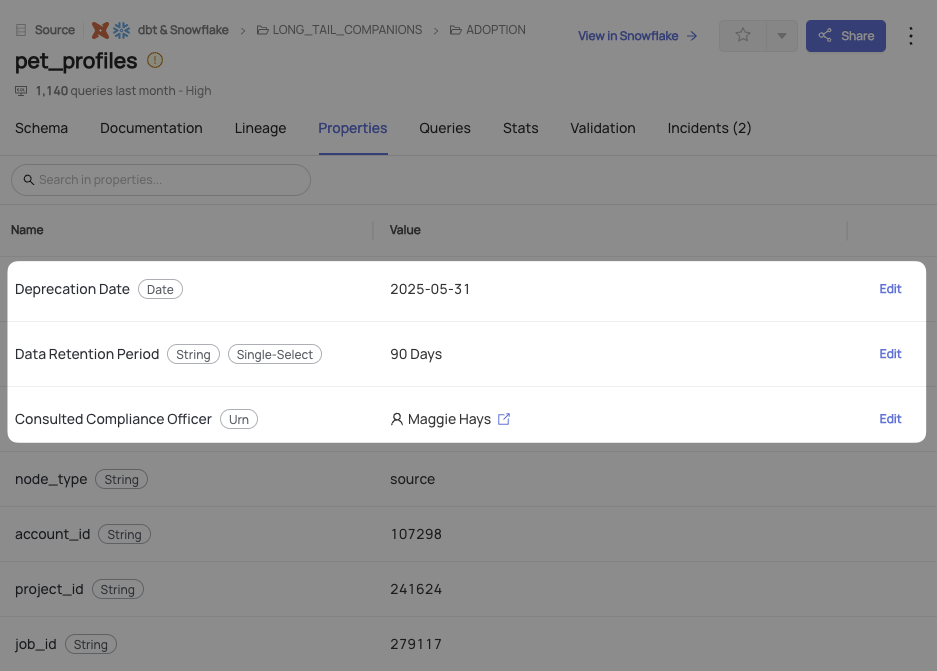 Source dbt & Snowflake > LONG_TAIL_COMPANIONS > ADOPTION
pet_profiles
View in Snowflake → Share
1,140 queries last month - High
Schema Documentation Lineage Properties Queries Stats Validation Incidents (2)
Search in properties...
Name Value
Deprecation Date Date 2025-05-31 Edit
Data Retention Period String Single-Select 90 Days Edit
Consulted Compliance Officer Urn Maggie Hays Edit
node_type String source
account_id String 107298
project_id String 241624
job_id String 279117